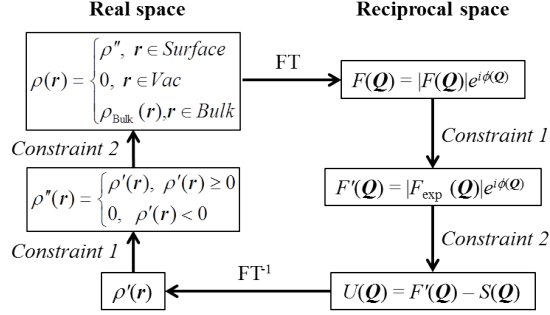 Real space
Reciprocal space
ρ(r) = { ρ″, r ∈ Surface
0, r ∈ Vac
ρ_Bulk (r), r ∈ Bulk
FT
F(Q) = |F(Q)|e^{iϕ(Q)}
Constraint 1
F′(Q) = |F_exp (Q)|e^{iϕ(Q)}
Constraint 2
U(Q) = F′(Q) – S(Q)
FT⁻¹
ρ′(r)
Constraint 1
ρ″(r) = { ρ′(r), ρ′(r) ≥ 0
0, ρ′(r) < 0
Constraint 2